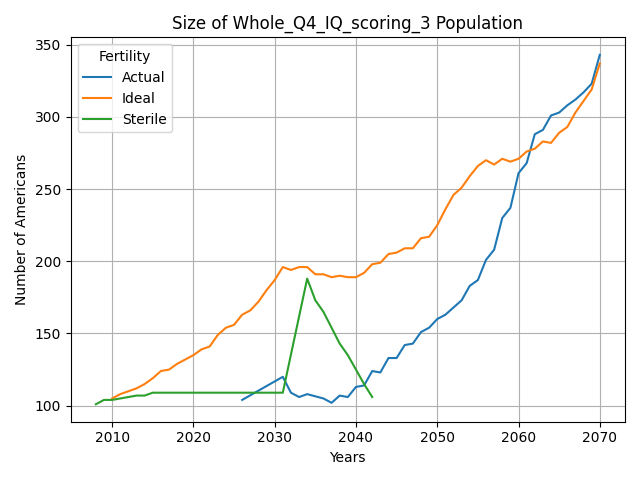 Size of Whole_Q4_IQ_scoring_3 Population
Fertility
Actual
Ideal
Sterile
Number of Americans
350
300
250
200
150
100
2010
2020
2030
2040
2050
2060
2070
Years